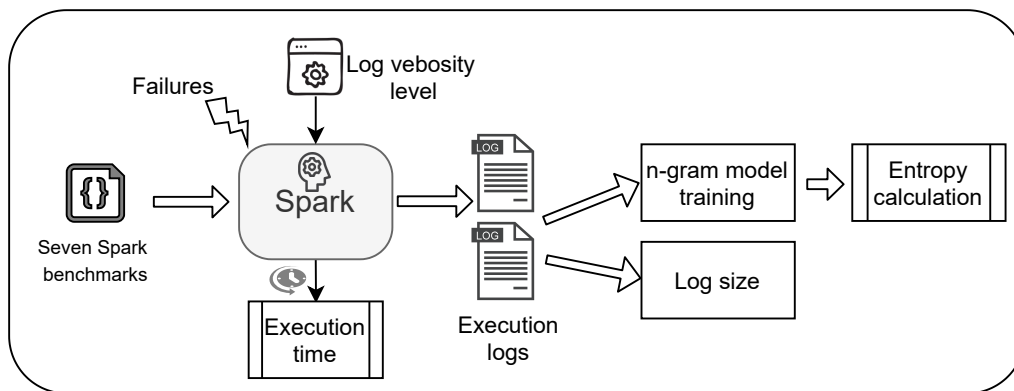 Log vebosity
level
Failures
LOG
Spark
n-gram model
training
Entropy
calculation
Seven Spark
benchmarks
LOG
Log size
Execution
time
Execution
logs